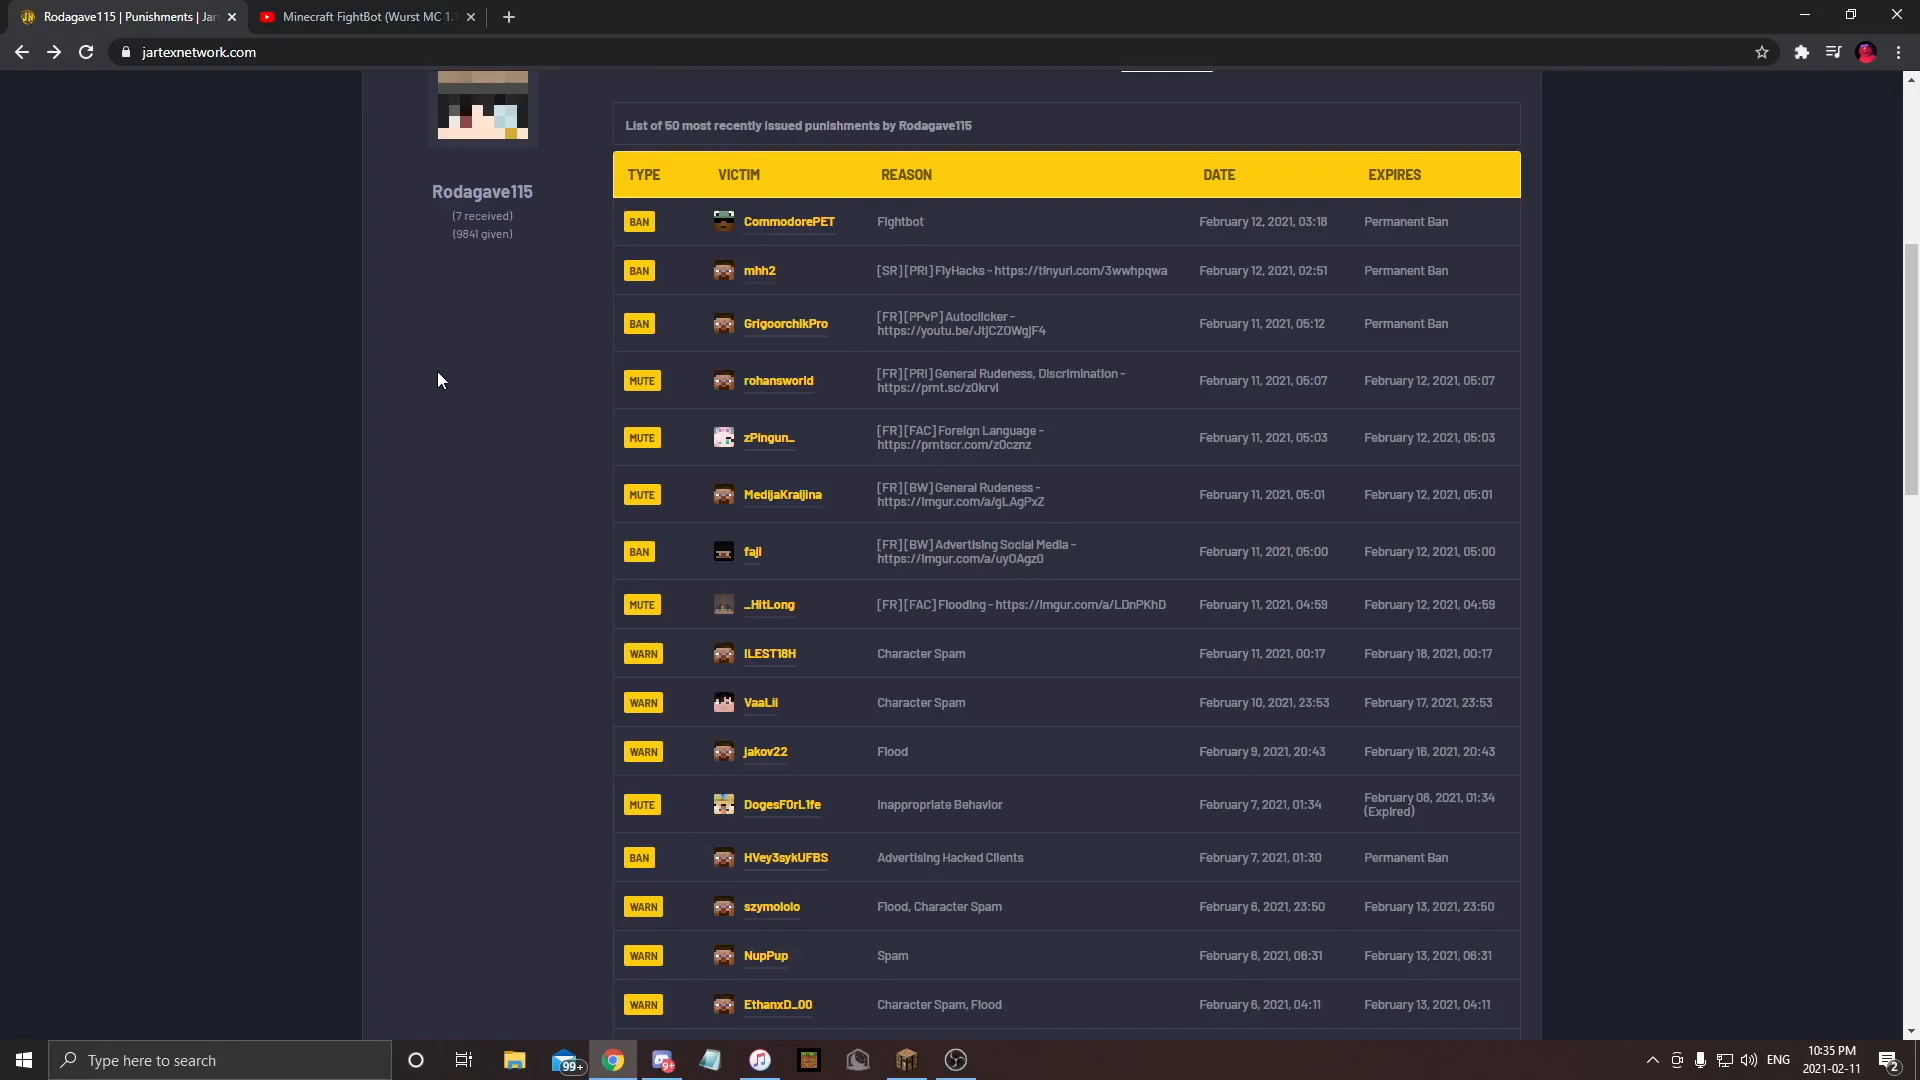 Rodagave115 | Punishments | Jar
Minecraft FightBot (Wurst MC 1.1
jartexnetwork.com
Rodagave115
(7 received)
(9841 given)
List of 50 most recently issued punishments by Rodagave115
TYPE VICTIM REASON DATE EXPIRES
BAN CommodorePET Fightbot February 12, 2021, 03:18 Permanent Ban
BAN mhh2 [SR][PRI] FlyHacks - https://tinyurl.com/3wwhpqwa February 12, 2021, 02:51 Permanent Ban
BAN GrigoorchikPro [FR][PPvP] Autoclicker - February 11, 2021, 05:12 Permanent Ban
https://youtu.be/JtjCZOWgjF4
MUTE rohansworld [FR][PRI] General Rudeness, Discrimination - February 11, 2021, 05:07 February 12, 2021, 05:07
https://prnt.sc/z0krvl
MUTE zPingun_ [FR][FAC] Foreign Language - February 11, 2021, 05:03 February 12, 2021, 05:03
https://prntscr.com/z0cznz
MUTE MedijaKraljina [FR][BW] General Rudeness - February 11, 2021, 05:01 February 12, 2021, 05:01
https://imgur.com/a/gLAgPxZ
BAN fajl [FR][BW] Advertising Social Media - February 11, 2021, 05:00 February 12, 2021, 05:00
https://imgur.com/a/uyOAgz0
MUTE _HitLong [FR][FAC] Flooding - https://imgur.com/a/LDnPKhD February 11, 2021, 04:59 February 12, 2021, 04:59
WARN ILEST18H Character Spam February 11, 2021, 00:17 February 18, 2021, 00:17
WARN VaaLii Character Spam February 10, 2021, 23:53 February 17, 2021, 23:53
WARN jakov22 Flood February 9, 2021, 20:43 February 16, 2021, 20:43
MUTE DogesF0rL1fe Inappropriate Behavior February 7, 2021, 01:34 February 08, 2021, 01:34
(Expired)
BAN HVey3sykUFBS Advertising Hacked Clients February 7, 2021, 01:30 Permanent Ban
WARN szymololo Flood, Character Spam February 6, 2021, 23:50 February 13, 2021, 23:50
WARN NupPup Spam February 6, 2021, 06:31 February 13, 2021, 06:31
WARN EthanxD_00 Character Spam, Flood February 6, 2021, 04:11 February 13, 2021, 04:11
Type here to search
99+
9+
ENG
10:35 PM
2021-02-11
2